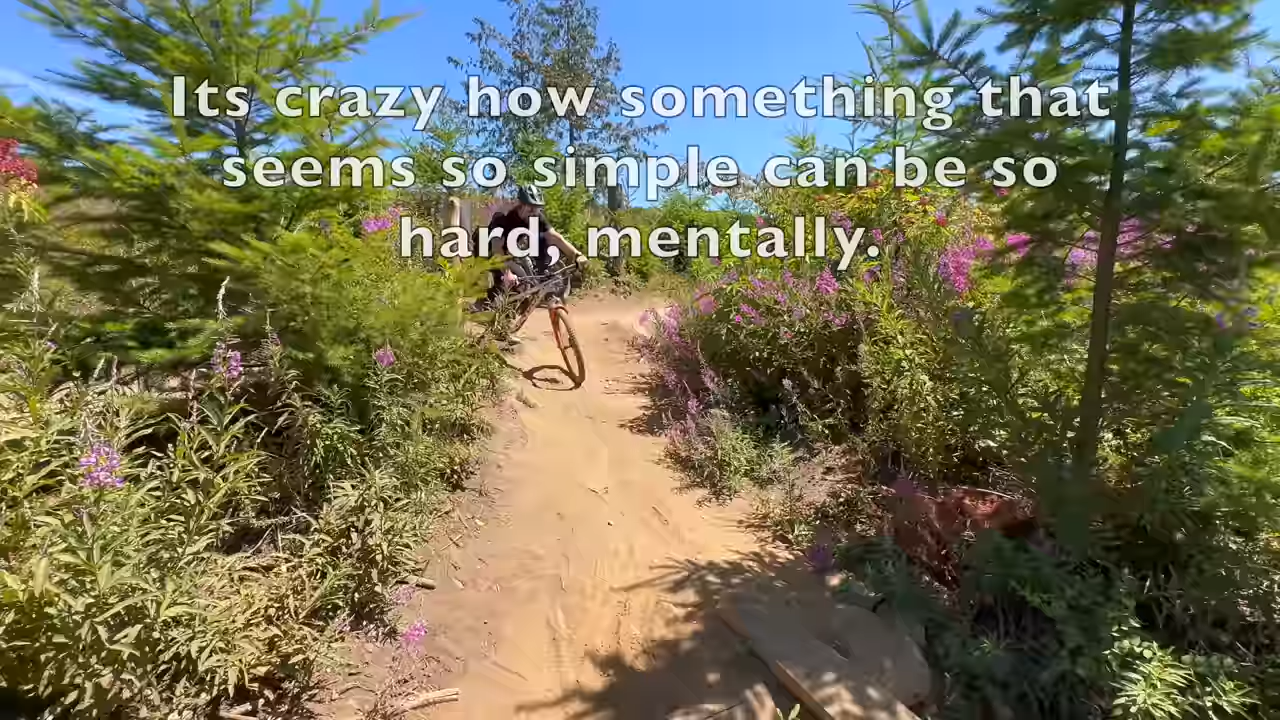 Its crazy how something that
seems so simple can be so
hard, mentally.